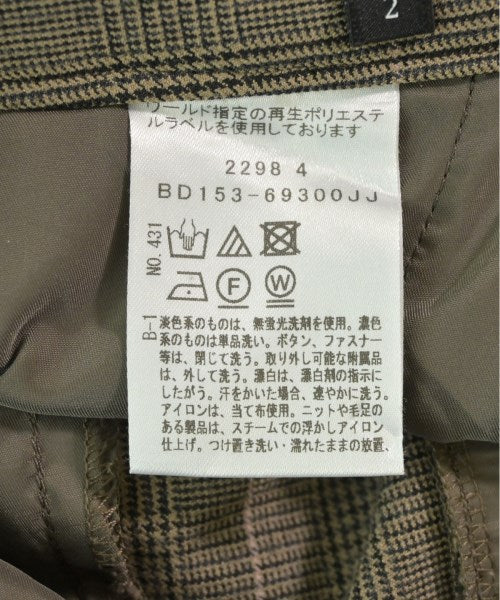 2
ワールド指定の再生ポリエステ
ルラベルを使用しております
2298 4
BD153-69300JJ
NO.431
F
W
B-1
淡色系のものは、無蛍光洗剤を使用。濃色
系のものは単品洗い。ボタン、ファスナー
等は、閉じて洗う。取り外し可能な附属品
は、外して洗う。漂白は、漂白剤の指示に
したがう。汗をかいた場合、速やかに洗う。
アイロンは、当て布使用。ニットや毛足の
ある製品は、スチームでの浮かしアイロン
仕上げ。つけ置き洗い・濡れたままの放置、